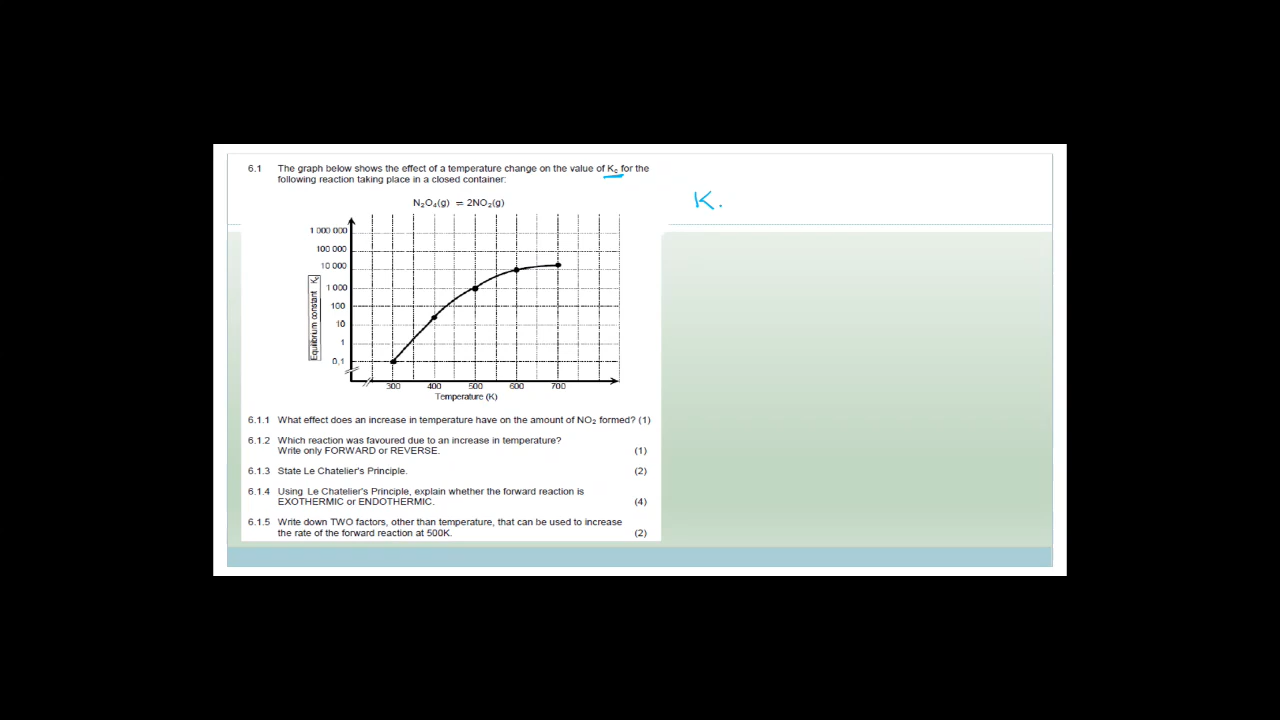 6.1 The graph below shows the effect of a temperature change on the value of Kc for the
following reaction taking place in a closed container:
K.
N₂O₄(g) = 2NO₂(g)
1 000 000
100 000
10 000
1 000
100
10
1
0,1
Equilibrium constant Kc
300 400 500 600 700
Temperature (K)
6.1.1 What effect does an increase in temperature have on the amount of NO₂ formed? (1)
6.1.2 Which reaction was favoured due to an increase in temperature?
Write only FORWARD or REVERSE. (1)
6.1.3 State Le Chatelier's Principle. (2)
6.1.4 Using Le Chatelier's Principle, explain whether the forward reaction is
EXOTHERMIC or ENDOTHERMIC. (4)
6.1.5 Write down TWO factors, other than temperature, that can be used to increase
the rate of the forward reaction at 500K. (2)